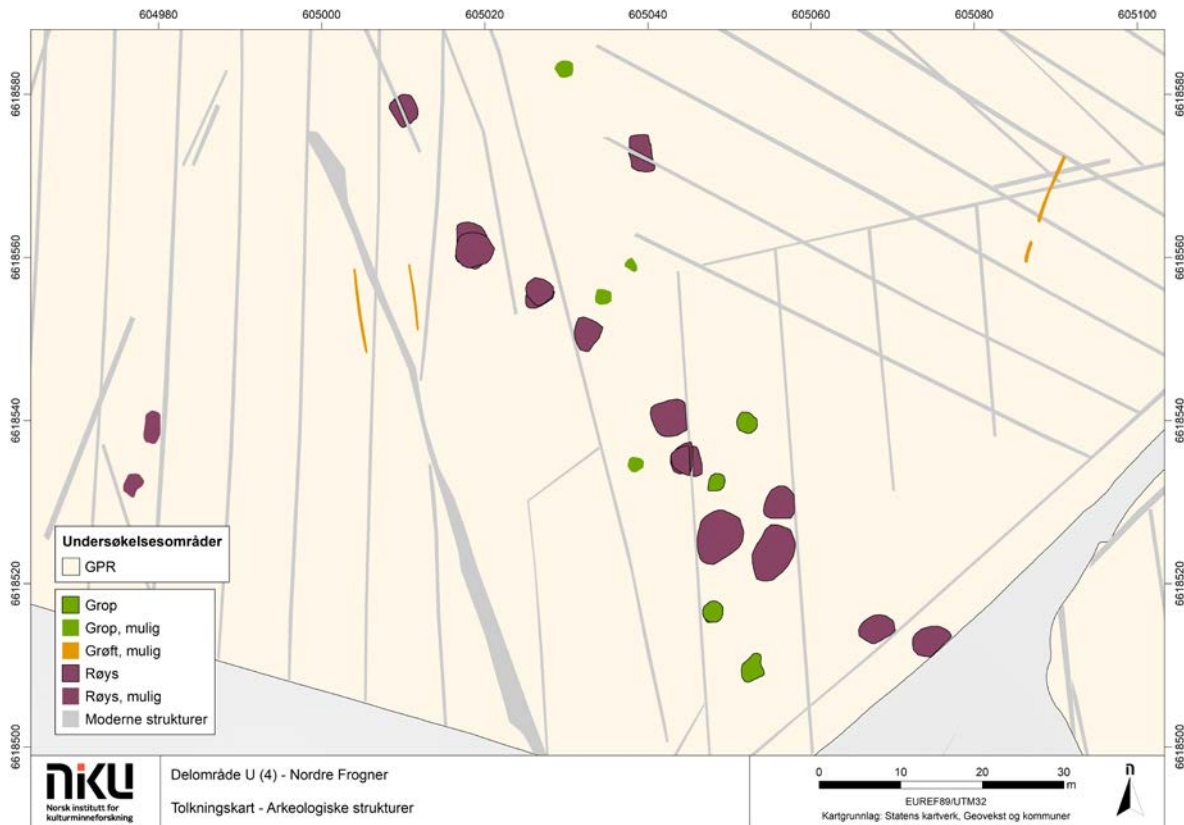 604980 605000 605020 605040 605060 605080 605100
6618580 6618580
6618560 6618560
6618540 6618540
6618520 6618520
6618500 6618500
Undersøkelsesområder
GPR
Grop
Grop, mulig
Grøft, mulig
Røys
Røys, mulig
Moderne strukturer
NIKU
Norsk institutt for
kulturminneforskning
Delområde U (4) - Nordre Frogner
Tolkningskart - Arkeologiske strukturer
0 10 20 30
m
EUREF89/UTM32
Kartgrunnlag: Statens kartverk, Geovekst og kommuner
n